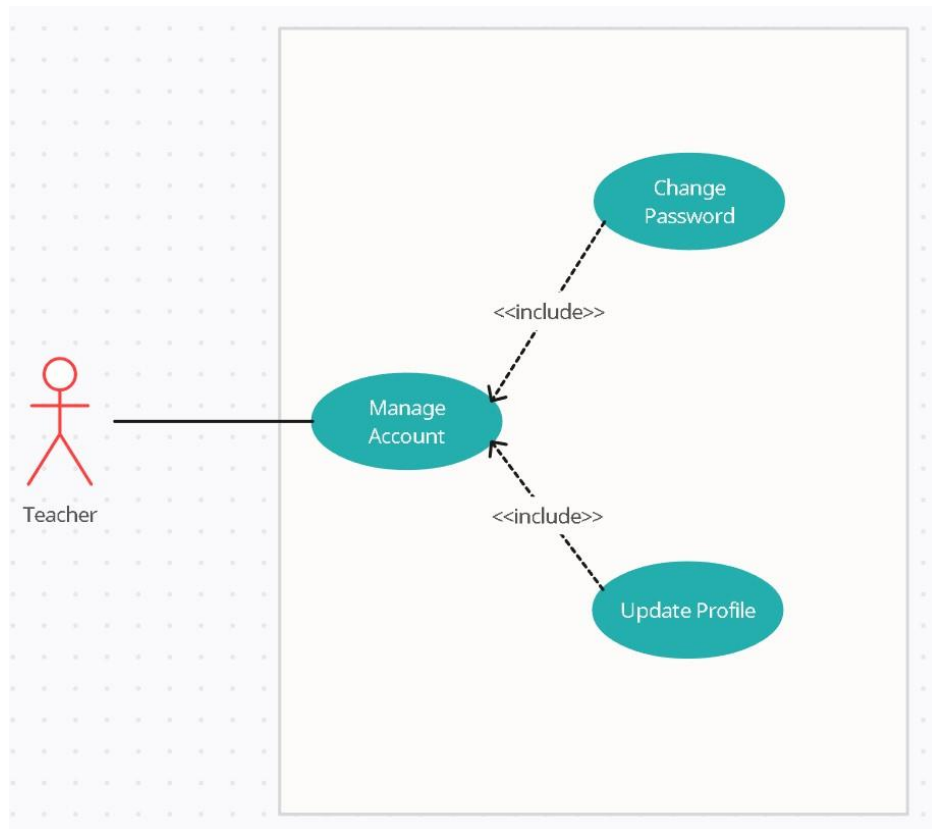 Change
Password
<<include>>
Manage
Account
Teacher
<<include>>
Update Profile